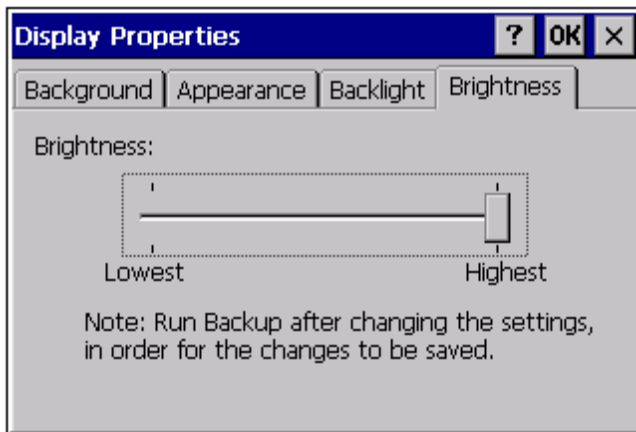 Display Properties ? OK ×
Background Appearance Backlight Brightness
Brightness:
Lowest Highest
Note: Run Backup after changing the settings,
in order for the changes to be saved.